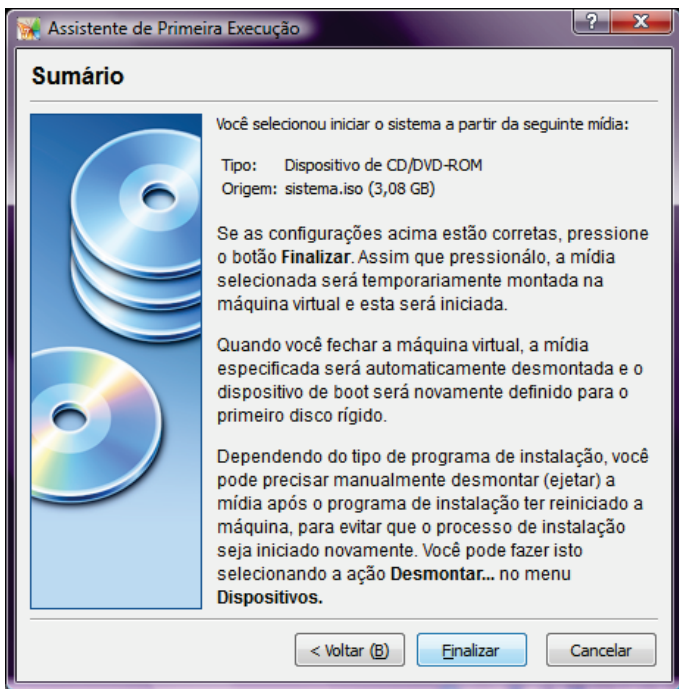 Assistente de Primeira Execução
?
X
Sumário
Você selecionou iniciar o sistema a partir da seguinte mídia:
Tipo: Dispositivo de CD/DVD-ROM
Origem: sistema.iso (3,08 GB)
Se as configurações acima estão corretas, pressione
o botão Finalizar. Assim que pressionálo, a mídia
selecionada será temporariamente montada na
máquina virtual e esta será iniciada.
Quando você fechar a máquina virtual, a mídia
especificada será automaticamente desmontada e o
dispositivo de boot será novamente definido para o
primeiro disco rígido.
Dependendo do tipo de programa de instalação, você
pode precisar manualmente desmontar (ejetar) a
mídia após o programa de instalação ter reiniciado a
máquina, para evitar que o processo de instalação
seja iniciado novamente. Você pode fazer isto
selecionando a ação Desmontar... no menu
Dispositivos.
< Voltar (B) Finalizar Cancelar